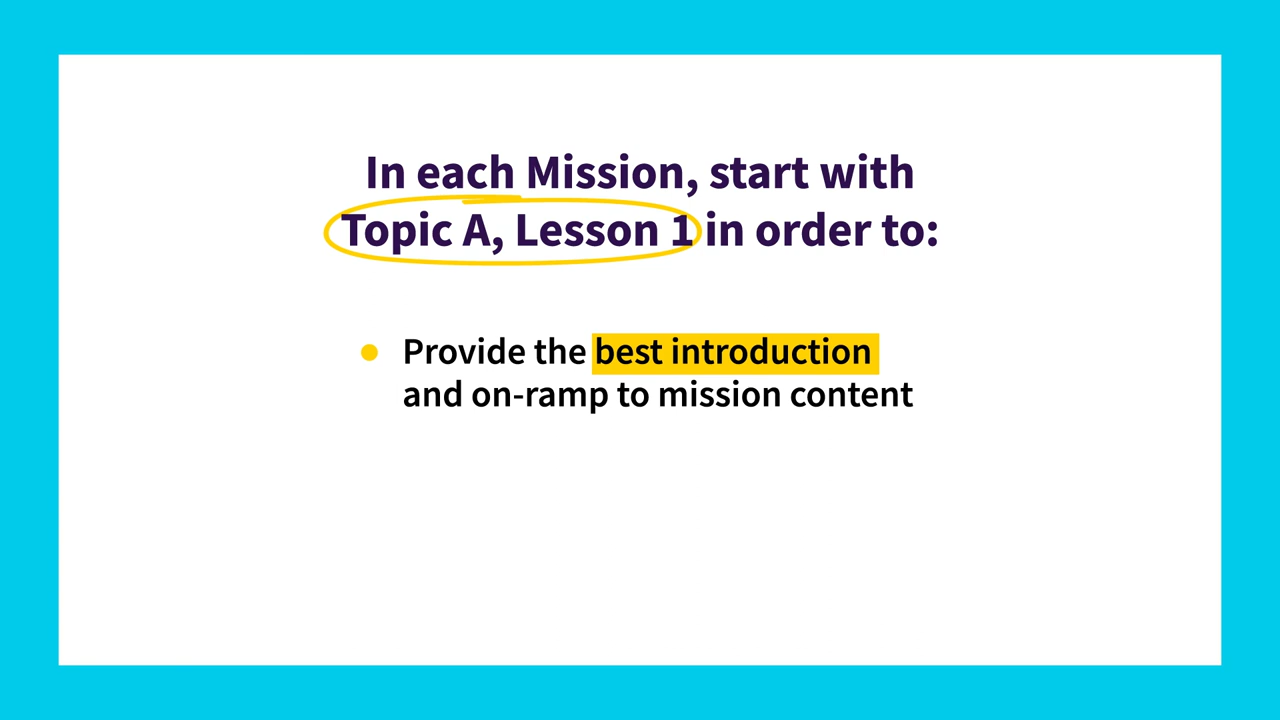 In each Mission, start with
Topic A, Lesson 1 in order to:
Provide the best introduction
and on-ramp to mission content